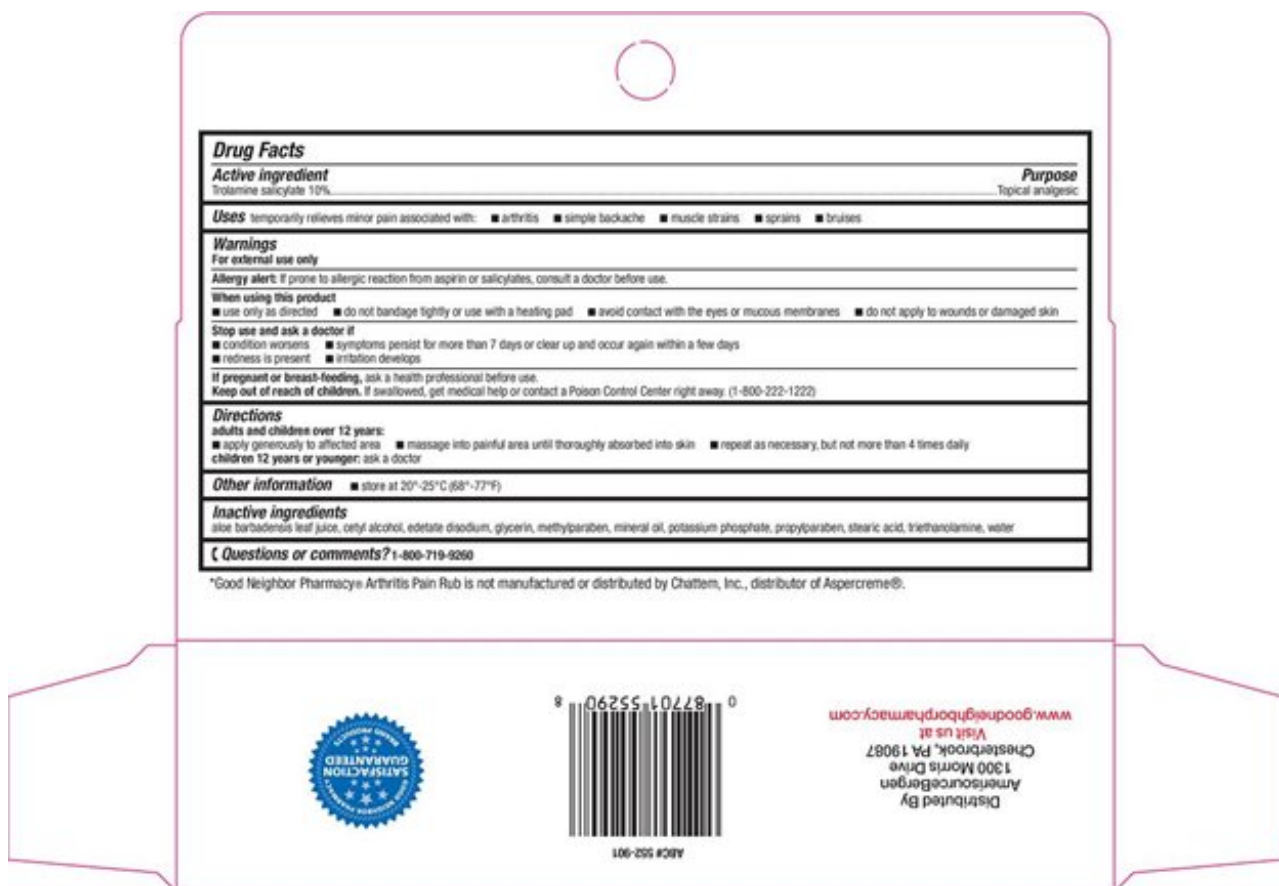 Drug Facts
Active ingredient Purpose
Trolamine salicylate 10% Topical analgesic
Uses temporarily relieves minor pain associated with: ■ arthritis ■ simple backache ■ muscle strains ■ sprains ■ bruises
Warnings
For external use only
Allergy alert: If prone to allergic reaction from aspirin or salicylates, consult a doctor before use.
When using this product
■ use only as directed ■ do not bandage tightly or use with a heating pad ■ avoid contact with the eyes or mucous membranes ■ do not apply to wounds or damaged skin
Stop use and ask a doctor if
■ condition worsens ■ symptoms persist for more than 7 days or clear up and occur again within a few days
■ redness is present ■ irritation develops
If pregnant or breast-feeding, ask a health professional before use.
Keep out of reach of children. If swallowed, get medical help or contact a Poison Control Center right away. (1-800-222-1222)
Directions
adults and children over 12 years:
■ apply generously to affected area ■ massage into painful area until thoroughly absorbed into skin ■ repeat as necessary, but not more than 4 times daily
children 12 years or younger: ask a doctor
Other information ■ store at 20°-25°C (68°-77°F)
Inactive ingredients
aloe barbadensis leaf juice, cetyl alcohol, edetate disodium, glycerin, methylparaben, mineral oil, potassium phosphate, propylparaben, stearic acid, triethanolamine, water
Questions or comments? 1-800-719-9260
*Good Neighbor Pharmacy® Arthritis Pain Rub is not manufactured or distributed by Chattem, Inc., distributor of Aspercreme®.
Distributed By
AmerisourceBergen
1300 Morris Drive
Chesterbrook, PA 19087
Visit us at
www.goodneighborpharmacy.com
ABC# 552-901
0 87701 55290 8
GOOD NEIGHBOR PHARMACY
SATISFACTION
GUARANTEED
BRAND PRODUCTS